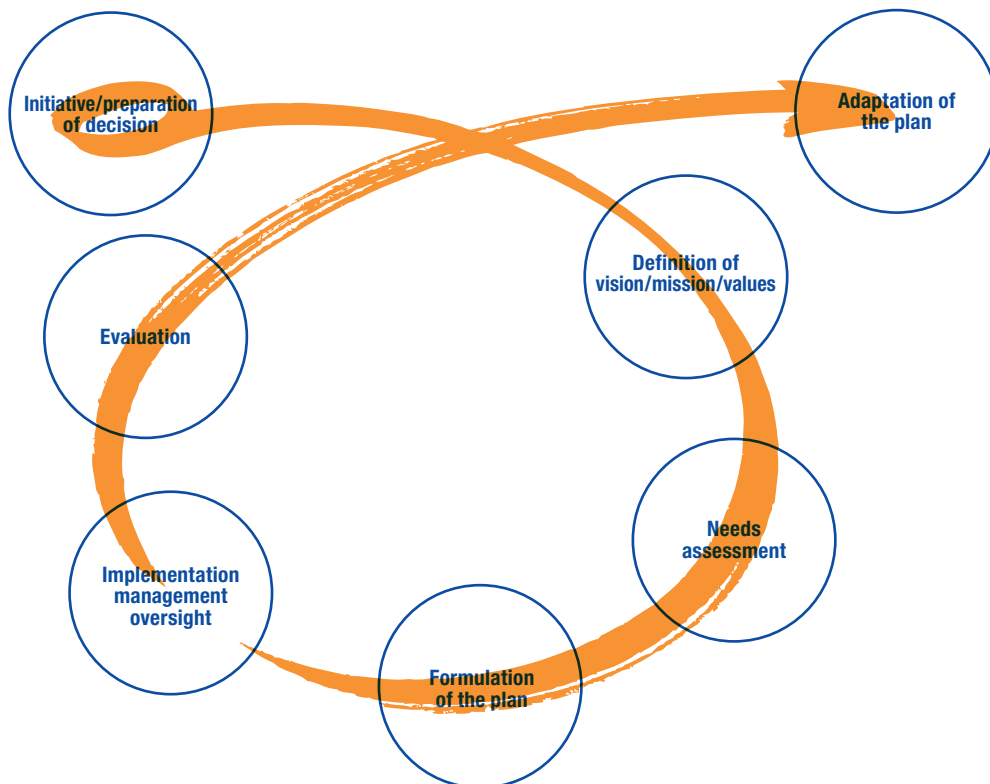 Initiative/preparation
of decision
Adaptation of
the plan
Definition of
vision/mission/values
Evaluation
Needs
assessment
Implementation
management
oversight
Formulation
of the plan